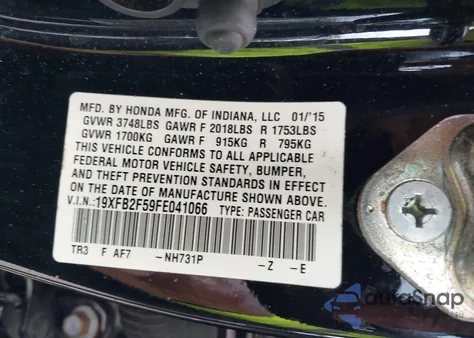 MFD. BY HONDA MFG. OF INDIANA, LLC 01/'15
GVWR 3748LBS GAWR F 2018LBS R 1753LBS
GVWR 1700KG GAWR F 915KG R 795KG
THIS VEHICLE CONFORMS TO ALL APPLICABLE
FEDERAL MOTOR VEHICLE SAFETY, BUMPER,
AND THEFT PREVENTION STANDARDS IN EFFECT
ON THE DATE OF MANUFACTURE SHOWN ABOVE.
V.I.N.:19XFB2F59FE041066 TYPE: PASSENGER CAR
TR3 F AF7 -NH731P -Z -E
autoSnap